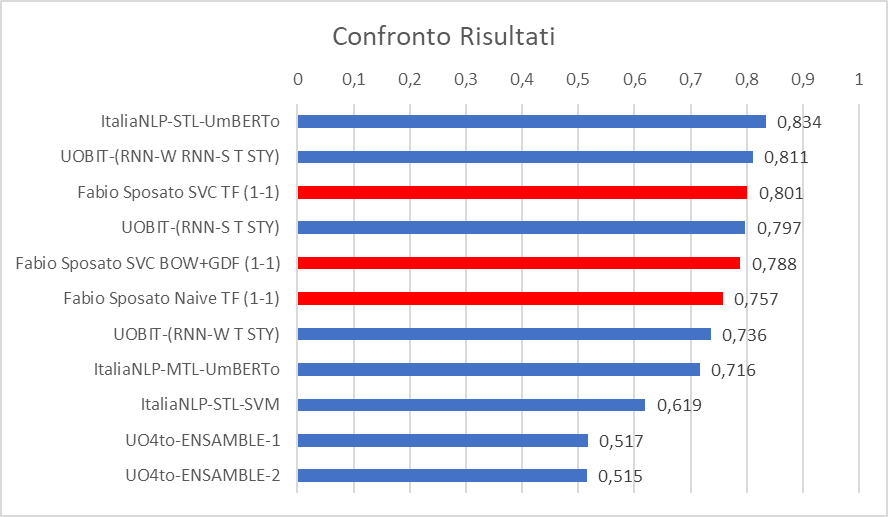 Confronto Risultati
0 0,1 0,2 0,3 0,4 0,5 0,6 0,7 0,8 0,9 1
ItaliaNLP-STL-UmBERTo 0,834
UOBIT-(RNN-W RNN-S T STY) 0,811
Fabio Sposato SVC TF (1-1) 0,801
UOBIT-(RNN-S T STY) 0,797
Fabio Sposato SVC BOW+GDF (1-1) 0,788
Fabio Sposato Naive TF (1-1) 0,757
UOBIT-(RNN-W T STY) 0,736
ItaliaNLP-MTL-UmBERTo 0,716
ItaliaNLP-STL-SVM 0,619
UO4to-ENSAMBLE-1 0,517
UO4to-ENSAMBLE-2 0,515